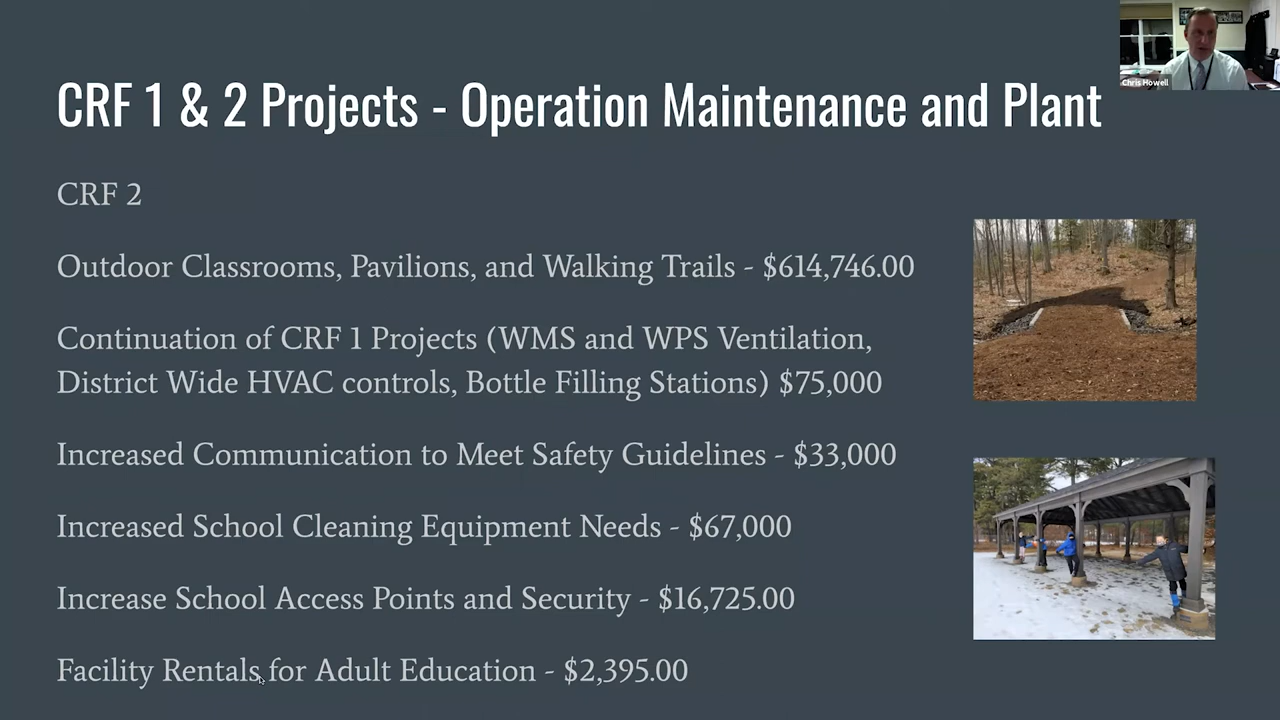 CRF 1 & 2 Projects - Operation Maintenance and Plant
Chris Howell
CRF 2
Outdoor Classrooms, Pavilions, and Walking Trails - $614,746.00
Continuation of CRF 1 Projects (WMS and WPS Ventilation,
District Wide HVAC controls, Bottle Filling Stations) $75,000
Increased Communication to Meet Safety Guidelines - $33,000
Increased School Cleaning Equipment Needs - $67,000
Increase School Access Points and Security - $16,725.00
Facility Rentals for Adult Education - $2,395.00